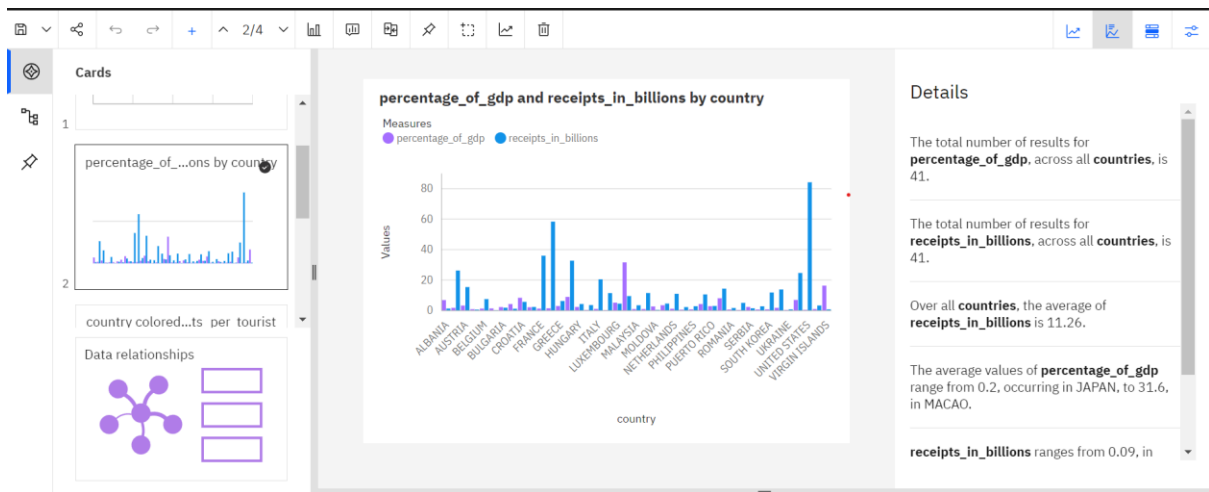 2/4
Cards
1
percentage_of_...ons by country
2
country colored...ts_per_tourist
Data relationships
percentage_of_gdp and receipts_in_billions by country
Measures
percentage_of_gdp receipts_in_billions
Values
80
60
40
20
0
ALBANIA
AUSTRIA
BELGIUM
BULGARIA
CROATIA
FRANCE
GREECE
HUNGARY
ITALY
LUXEMBOURG
MALAYSIA
MOLDOVA
NETHERLANDS
PHILIPPINES
PUERTO RICO
ROMANIA
SERBIA
SOUTH KOREA
UKRAINE
UNITED STATES
VIRGIN ISLANDS
country
Details
The total number of results for
percentage_of_gdp, across all countries, is
41.
The total number of results for
receipts_in_billions, across all countries, is
41.
Over all countries, the average of
receipts_in_billions is 11.26.
The average values of percentage_of_gdp
range from 0.2, occurring in JAPAN, to 31.6,
in MACAO.
receipts_in_billions ranges from 0.09, in